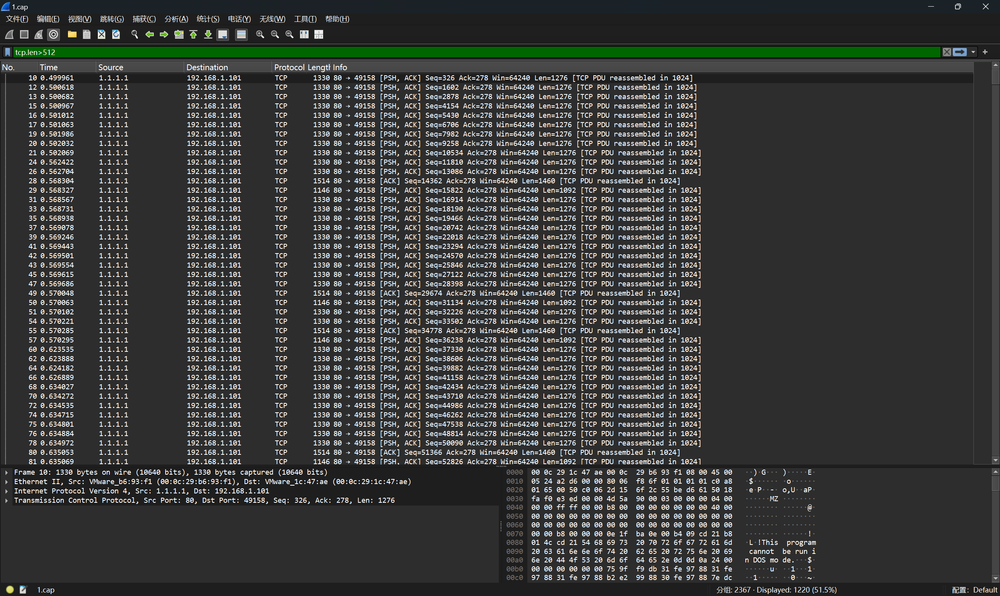 1.cap
文件(F) 编辑(E) 视图(V) 跳转(G) 捕获(C) 分析(A) 统计(S) 电话(Y) 无线(W) 工具(T) 帮助(H)
tcp.len>512
No. Time Source Destination Protocol Length Info
10 0.499961 1.1.1.1 192.168.1.101 TCP 1330 80 → 49158 [PSH, ACK] Seq=326 Ack=278 Win=64240 Len=1276 [TCP PDU reassembled in 1024]
12 0.500618 1.1.1.1 192.168.1.101 TCP 1330 80 → 49158 [PSH, ACK] Seq=1602 Ack=278 Win=64240 Len=1276 [TCP PDU reassembled in 1024]
13 0.500682 1.1.1.1 192.168.1.101 TCP 1330 80 → 49158 [PSH, ACK] Seq=2878 Ack=278 Win=64240 Len=1276 [TCP PDU reassembled in 1024]
15 0.500967 1.1.1.1 192.168.1.101 TCP 1330 80 → 49158 [PSH, ACK] Seq=4154 Ack=278 Win=64240 Len=1276 [TCP PDU reassembled in 1024]
16 0.501012 1.1.1.1 192.168.1.101 TCP 1330 80 → 49158 [PSH, ACK] Seq=5430 Ack=278 Win=64240 Len=1276 [TCP PDU reassembled in 1024]
17 0.501063 1.1.1.1 192.168.1.101 TCP 1330 80 → 49158 [PSH, ACK] Seq=6706 Ack=278 Win=64240 Len=1276 [TCP PDU reassembled in 1024]
19 0.501986 1.1.1.1 192.168.1.101 TCP 1330 80 → 49158 [PSH, ACK] Seq=7982 Ack=278 Win=64240 Len=1276 [TCP PDU reassembled in 1024]
20 0.502032 1.1.1.1 192.168.1.101 TCP 1330 80 → 49158 [PSH, ACK] Seq=9258 Ack=278 Win=64240 Len=1276 [TCP PDU reassembled in 1024]
21 0.502069 1.1.1.1 192.168.1.101 TCP 1330 80 → 49158 [PSH, ACK] Seq=10534 Ack=278 Win=64240 Len=1276 [TCP PDU reassembled in 1024]
24 0.562422 1.1.1.1 192.168.1.101 TCP 1330 80 → 49158 [PSH, ACK] Seq=11810 Ack=278 Win=64240 Len=1276 [TCP PDU reassembled in 1024]
26 0.562704 1.1.1.1 192.168.1.101 TCP 1330 80 → 49158 [PSH, ACK] Seq=13086 Ack=278 Win=64240 Len=1276 [TCP PDU reassembled in 1024]
28 0.568304 1.1.1.1 192.168.1.101 TCP 1514 80 → 49158 [ACK] Seq=14362 Ack=278 Win=64240 Len=1460 [TCP PDU reassembled in 1024]
29 0.568327 1.1.1.1 192.168.1.101 TCP 1146 80 → 49158 [PSH, ACK] Seq=15822 Ack=278 Win=64240 Len=1092 [TCP PDU reassembled in 1024]
31 0.568567 1.1.1.1 192.168.1.101 TCP 1330 80 → 49158 [PSH, ACK] Seq=16914 Ack=278 Win=64240 Len=1276 [TCP PDU reassembled in 1024]
33 0.568731 1.1.1.1 192.168.1.101 TCP 1330 80 → 49158 [PSH, ACK] Seq=18190 Ack=278 Win=64240 Len=1276 [TCP PDU reassembled in 1024]
35 0.568938 1.1.1.1 192.168.1.101 TCP 1330 80 → 49158 [PSH, ACK] Seq=19466 Ack=278 Win=64240 Len=1276 [TCP PDU reassembled in 1024]
37 0.569078 1.1.1.1 192.168.1.101 TCP 1330 80 → 49158 [PSH, ACK] Seq=20742 Ack=278 Win=64240 Len=1276 [TCP PDU reassembled in 1024]
39 0.569246 1.1.1.1 192.168.1.101 TCP 1330 80 → 49158 [PSH, ACK] Seq=22018 Ack=278 Win=64240 Len=1276 [TCP PDU reassembled in 1024]
41 0.569443 1.1.1.1 192.168.1.101 TCP 1330 80 → 49158 [PSH, ACK] Seq=23294 Ack=278 Win=64240 Len=1276 [TCP PDU reassembled in 1024]
42 0.569501 1.1.1.1 192.168.1.101 TCP 1330 80 → 49158 [PSH, ACK] Seq=24570 Ack=278 Win=64240 Len=1276 [TCP PDU reassembled in 1024]
43 0.569554 1.1.1.1 192.168.1.101 TCP 1330 80 → 49158 [PSH, ACK] Seq=25846 Ack=278 Win=64240 Len=1276 [TCP PDU reassembled in 1024]
45 0.569615 1.1.1.1 192.168.1.101 TCP 1330 80 → 49158 [PSH, ACK] Seq=27122 Ack=278 Win=64240 Len=1276 [TCP PDU reassembled in 1024]
47 0.569686 1.1.1.1 192.168.1.101 TCP 1330 80 → 49158 [PSH, ACK] Seq=28398 Ack=278 Win=64240 Len=1276 [TCP PDU reassembled in 1024]
49 0.570048 1.1.1.1 192.168.1.101 TCP 1514 80 → 49158 [ACK] Seq=29674 Ack=278 Win=64240 Len=1460 [TCP PDU reassembled in 1024]
50 0.570063 1.1.1.1 192.168.1.101 TCP 1146 80 → 49158 [PSH, ACK] Seq=31134 Ack=278 Win=64240 Len=1092 [TCP PDU reassembled in 1024]
51 0.570102 1.1.1.1 192.168.1.101 TCP 1330 80 → 49158 [PSH, ACK] Seq=32226 Ack=278 Win=64240 Len=1276 [TCP PDU reassembled in 1024]
54 0.570221 1.1.1.1 192.168.1.101 TCP 1330 80 → 49158 [PSH, ACK] Seq=33502 Ack=278 Win=64240 Len=1276 [TCP PDU reassembled in 1024]
55 0.570285 1.1.1.1 192.168.1.101 TCP 1514 80 → 49158 [ACK] Seq=34778 Ack=278 Win=64240 Len=1460 [TCP PDU reassembled in 1024]
57 0.570295 1.1.1.1 192.168.1.101 TCP 1146 80 → 49158 [PSH, ACK] Seq=36238 Ack=278 Win=64240 Len=1092 [TCP PDU reassembled in 1024]
60 0.623535 1.1.1.1 192.168.1.101 TCP 1330 80 → 49158 [PSH, ACK] Seq=37330 Ack=278 Win=64240 Len=1276 [TCP PDU reassembled in 1024]
62 0.623888 1.1.1.1 192.168.1.101 TCP 1330 80 → 49158 [PSH, ACK] Seq=38606 Ack=278 Win=64240 Len=1276 [TCP PDU reassembled in 1024]
64 0.624182 1.1.1.1 192.168.1.101 TCP 1330 80 → 49158 [PSH, ACK] Seq=39882 Ack=278 Win=64240 Len=1276 [TCP PDU reassembled in 1024]
66 0.626889 1.1.1.1 192.168.1.101 TCP 1330 80 → 49158 [PSH, ACK] Seq=41158 Ack=278 Win=64240 Len=1276 [TCP PDU reassembled in 1024]
68 0.634027 1.1.1.1 192.168.1.101 TCP 1330 80 → 49158 [PSH, ACK] Seq=42434 Ack=278 Win=64240 Len=1276 [TCP PDU reassembled in 1024]
70 0.634272 1.1.1.1 192.168.1.101 TCP 1330 80 → 49158 [PSH, ACK] Seq=43710 Ack=278 Win=64240 Len=1276 [TCP PDU reassembled in 1024]
72 0.634535 1.1.1.1 192.168.1.101 TCP 1330 80 → 49158 [PSH, ACK] Seq=44986 Ack=278 Win=64240 Len=1276 [TCP PDU reassembled in 1024]
74 0.634715 1.1.1.1 192.168.1.101 TCP 1330 80 → 49158 [PSH, ACK] Seq=46262 Ack=278 Win=64240 Len=1276 [TCP PDU reassembled in 1024]
75 0.634801 1.1.1.1 192.168.1.101 TCP 1330 80 → 49158 [PSH, ACK] Seq=47538 Ack=278 Win=64240 Len=1276 [TCP PDU reassembled in 1024]
76 0.634884 1.1.1.1 192.168.1.101 TCP 1330 80 → 49158 [PSH, ACK] Seq=48814 Ack=278 Win=64240 Len=1276 [TCP PDU reassembled in 1024]
78 0.634972 1.1.1.1 192.168.1.101 TCP 1330 80 → 49158 [PSH, ACK] Seq=50090 Ack=278 Win=64240 Len=1276 [TCP PDU reassembled in 1024]
80 0.635053 1.1.1.1 192.168.1.101 TCP 1514 80 → 49158 [ACK] Seq=51366 Ack=278 Win=64240 Len=1460 [TCP PDU reassembled in 1024]
81 0.635069 1.1.1.1 192.168.1.101 TCP 1146 80 → 49158 [PSH, ACK] Seq=52826 Ack=278 Win=64240 Len=1092 [TCP PDU reassembled in 1024]
Frame 10: 1330 bytes on wire (10640 bits), 1330 bytes captured (10640 bits)
Ethernet II, Src: VMware_b6:93:f1 (00:0c:29:b6:93:f1), Dst: VMware_1c:47:ae (00:0c:29:1c:47:ae)
Internet Protocol Version 4, Src: 1.1.1.1, Dst: 192.168.1.101
Transmission Control Protocol, Src Port: 80, Dst Port: 49158, Seq: 326, Ack: 278, Len: 1276
0000 00 0c 29 1c 47 ae 00 0c 29 b6 93 f1 08 00 45 00 ··)·G··· )·····E·
0010 05 24 a2 d6 00 00 80 06 f8 6f 01 01 01 01 c0 a8 ·$······ ·o······
0020 01 65 00 50 c0 06 2d 15 6f 2c 55 be d6 61 50 18 ·e·P··-· o,U··aP·
0030 fa f0 e3 ed 00 00 4d 5a 90 00 03 00 00 00 04 00 ······MZ ········
0040 00 00 ff ff 00 00 b8 00 00 00 00 00 00 00 40 00 ········ ······@·
0050 00 00 00 00 00 00 00 00 00 00 00 00 00 00 00 00 ········ ········
0060 00 00 00 00 00 00 00 00 00 00 00 00 00 00 00 00 ········ ········
0070 00 00 b8 00 00 00 0e 1f ba 0e 00 b4 09 cd 21 b8 ········ ······!·
0080 01 4c cd 21 54 68 69 73 20 70 72 6f 67 72 61 6d ·L·!This program
0090 20 63 61 6e 6e 6f 74 20 62 65 20 72 75 6e 20 69 cannot be run i
00a0 6e 20 44 4f 53 20 6d 6f 64 65 2e 0d 0d 0a 24 00 n DOS mo de.···$·
00b0 00 00 00 00 00 00 75 9f f9 db 31 fe 97 88 31 fe ······u· ··1···1·
00c0 97 88 31 fe 97 88 b2 e2 99 88 30 fe 97 88 7e dc ··1····· ··0···~·
1.cap 分组: 2367 · Displayed: 1220 (51.5%) 配置: Default